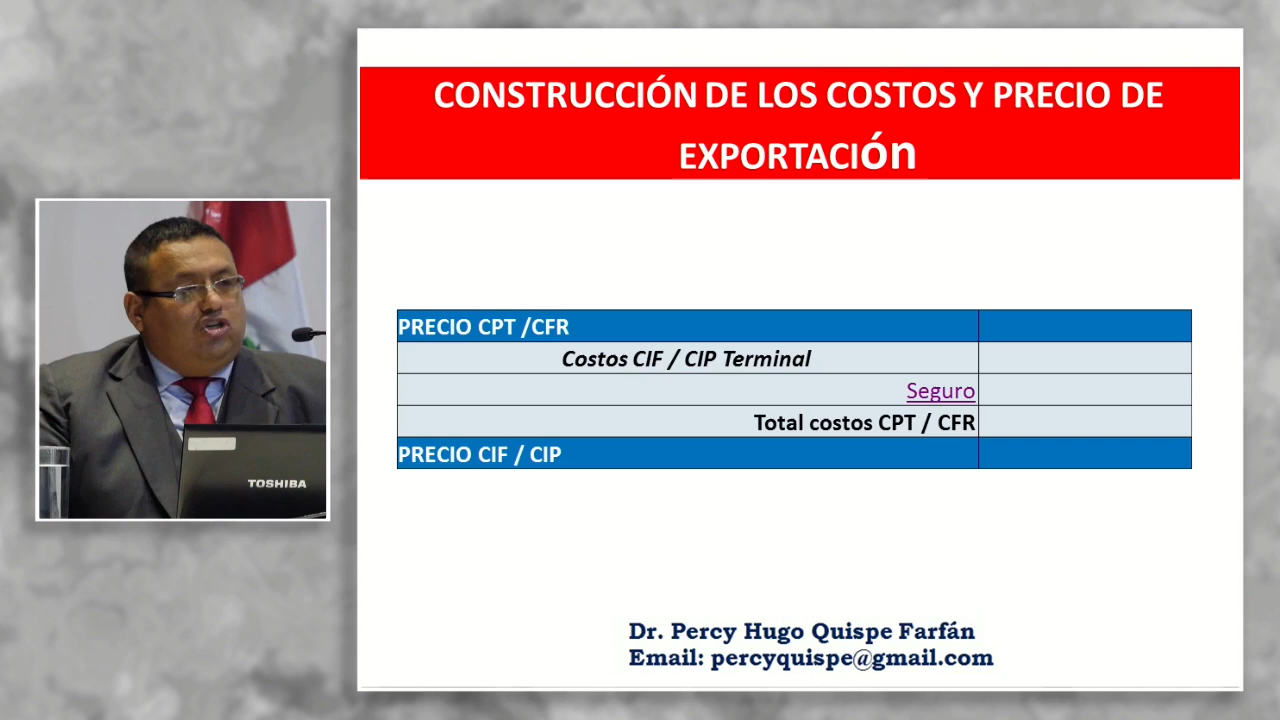 CONSTRUCCIÓN DE LOS COSTOS Y PRECIO DE
EXPORTACIón
PRECIO CPT /CFR
Costos CIF / CIP Terminal
Seguro
Total costos CPT / CFR
PRECIO CIF / CIP
TOSHIBA
Dr. Percy Hugo Quispe Farfán
Email: percyquispe@gmail.com